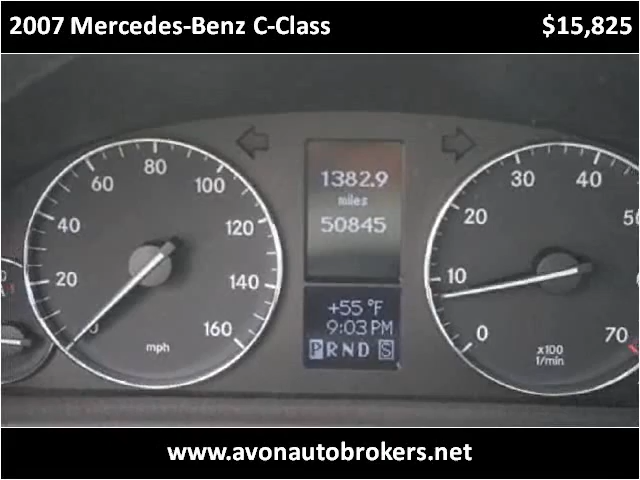 2007 Mercedes-Benz C-Class $15,825
80
60 100
40 120
20 140
0 160
mph
1382.9
miles
50845
+55 °F
9:03 PM
P R N D S
30 40
20
10
0 70
x100
1/min
www.avonautobrokers.net